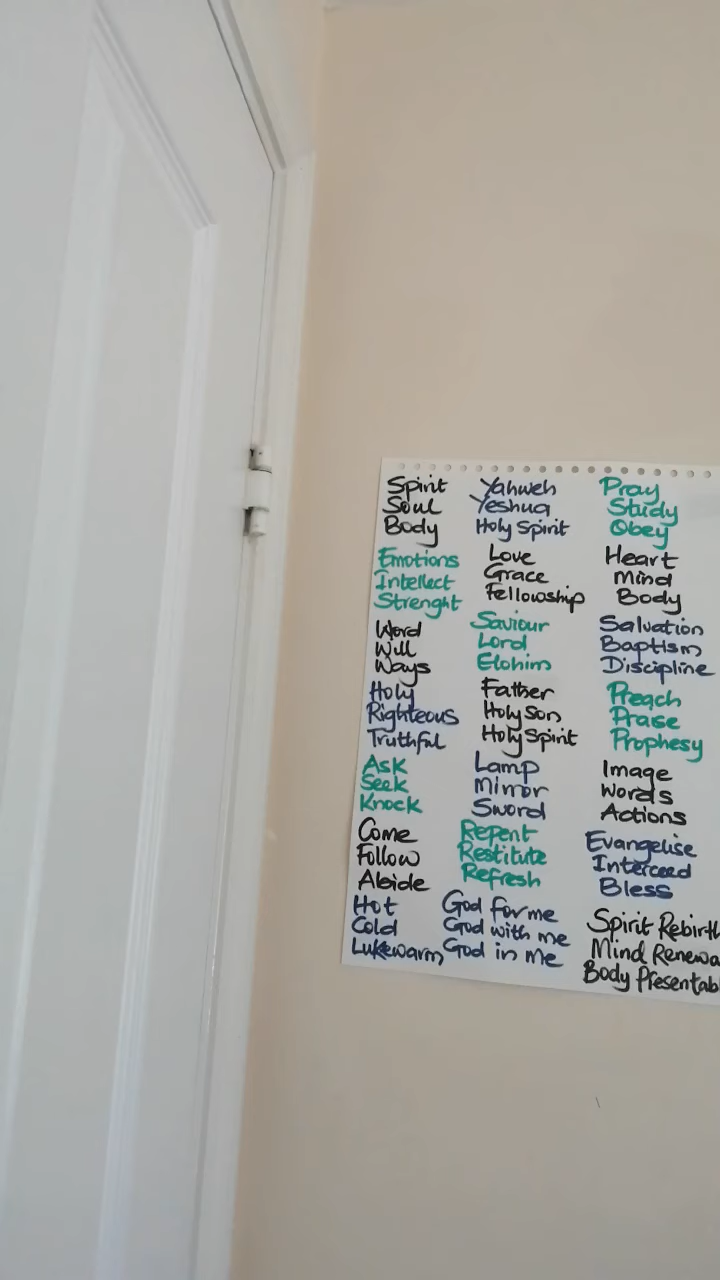 Spirit
Soul
Body
Emotions
Intellect
Strenght
Word
Will
Ways
Holy
Righteous
Truthful
Ask
Seek
Knock
Come
Follow
Abide
Hot
Cold
Lukewarm
Yahweh
Yeshua
Holy Spirit
Love
Grace
Fellowship
Saviour
Lord
Elohim
Father
Holy Son
Holy Spirit
Lamp
Mirror
Sword
Repent
Restitute
Refresh
God for me
God with me
God in me
Pray
Study
Obey
Heart
Mind
Body
Salvation
Baptism
Discipline
Preach
Praise
Prophesy
Image
Words
Actions
Evangelise
Interceed
Bless
Spirit Rebirth
Mind
Body